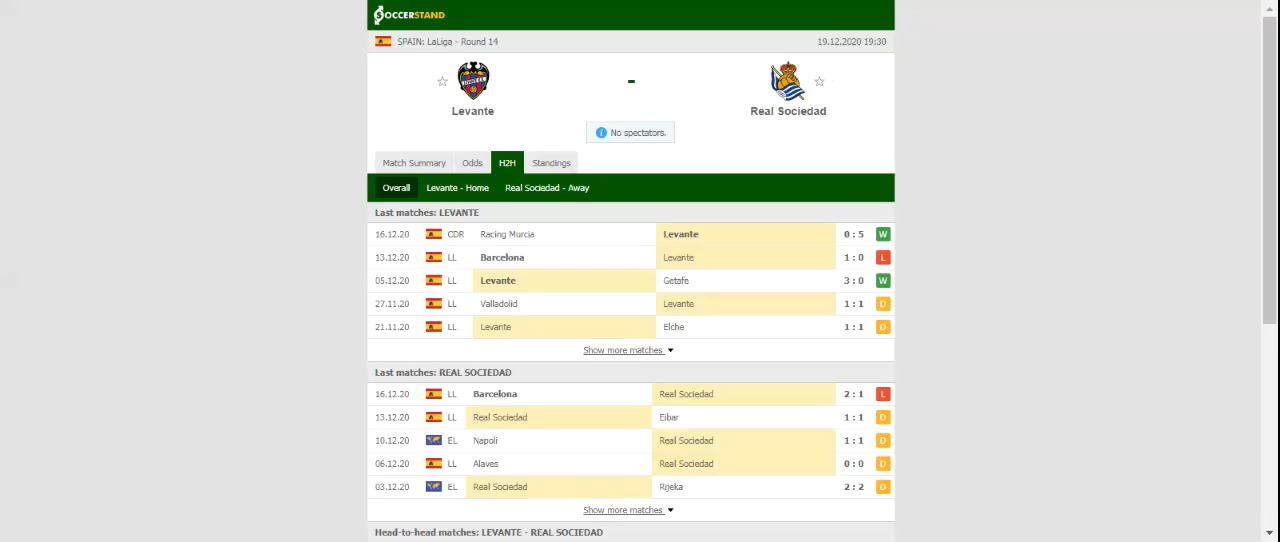 SOCCERSTAND
SPAIN: LaLiga - Round 14 19.12.2020 19:30
Levante - Real Sociedad
No spectators.
Match Summary Odds H2H Standings
Overall Levante - Home Real Sociedad - Away
Last matches: LEVANTE
16.12.20 CDR Racing Murcia Levante 0 : 5 W
13.12.20 LL Barcelona Levante 1 : 0 L
05.12.20 LL Levante Getafe 3 : 0 W
27.11.20 LL Valladolid Levante 1 : 1 D
21.11.20 LL Levante Elche 1 : 1 D
Show more matches
Last matches: REAL SOCIEDAD
16.12.20 LL Barcelona Real Sociedad 2 : 1 L
13.12.20 LL Real Sociedad Eibar 1 : 1 D
10.12.20 EL Napoli Real Sociedad 1 : 1 D
06.12.20 LL Alaves Real Sociedad 0 : 0 D
03.12.20 EL Real Sociedad Rijeka 2 : 2 D
Show more matches
Head-to-head matches: LEVANTE - REAL SOCIEDAD